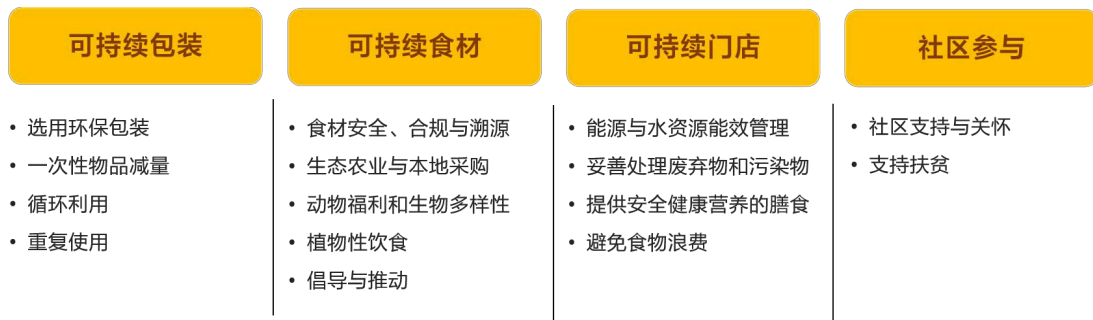 可持续包装
• 选用环保包装
• 一次性物品减量
• 循环利用
• 重复使用
可持续食材
• 食材安全、合规与溯源
• 生态农业与本地采购
• 动物福利和生物多样性
• 植物性饮食
• 倡导与推动
可持续门店
• 能源与水资源能效管理
• 妥善处理废弃物和污染物
• 提供安全健康营养的膳食
• 避免食物浪费
社区参与
• 社区支持与关怀
• 支持扶贫